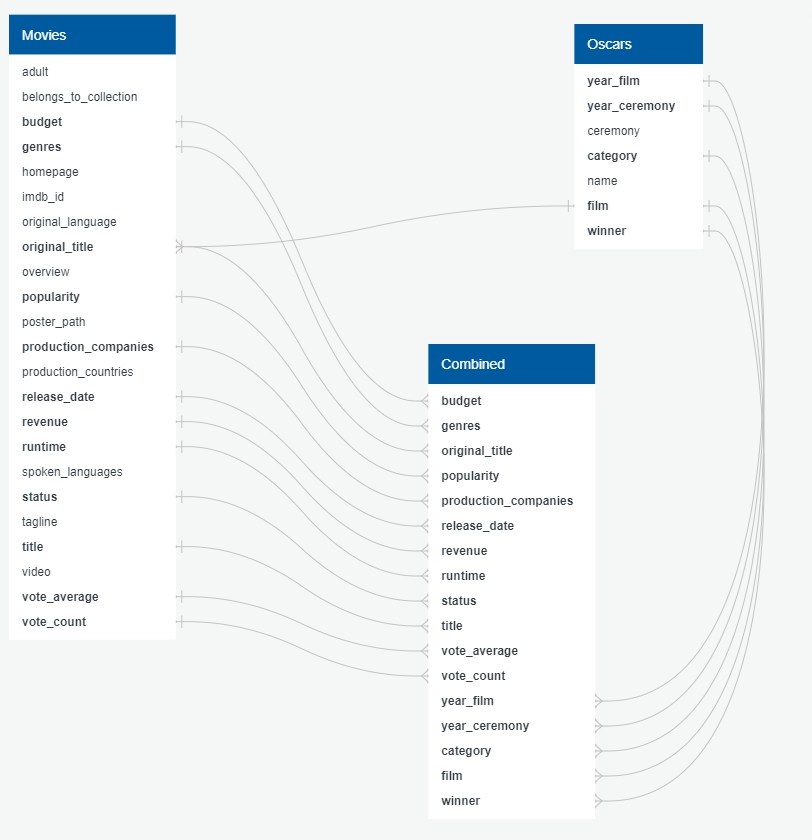 Movies
adult
belongs_to_collection
budget
genres
homepage
imdb_id
original_language
original_title
overview
popularity
poster_path
production_companies
production_countries
release_date
revenue
runtime
spoken_languages
status
tagline
title
video
vote_average
vote_count
Oscars
year_film
year_ceremony
ceremony
category
name
film
winner
Combined
budget
genres
original_title
popularity
production_companies
release_date
revenue
runtime
status
title
vote_average
vote_count
year_film
year_ceremony
category
film
winner